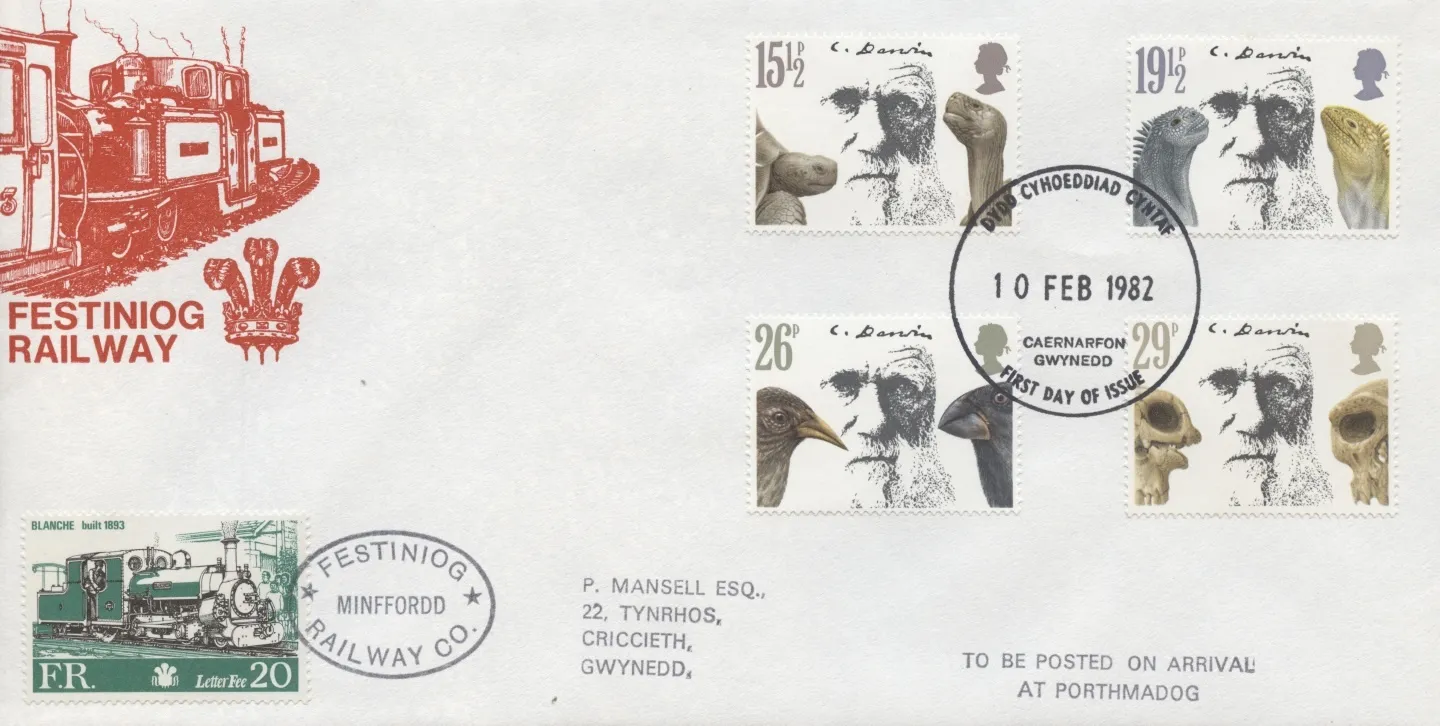 FESTINIOG
RAILWAY
15½P
C. Darwin
19½P
C. Darwin
26P
C. Darwin
29P
C. Darwin
DYDD CYHOEDDIAD CYNTAF
10 FEB 1982
CAERNARFON
GWYNEDD
FIRST DAY OF ISSUE
BLANCHE built 1893
F.R.
Letter Fee 20
★ FESTINIOG ★
MINFFORDD
RAILWAY CO.
P. MANSELL ESQ.,
22, TYNRHOS,
CRICCIETH,
GWYNEDD,
TO BE POSTED ON ARRIVAL
AT PORTHMADOG